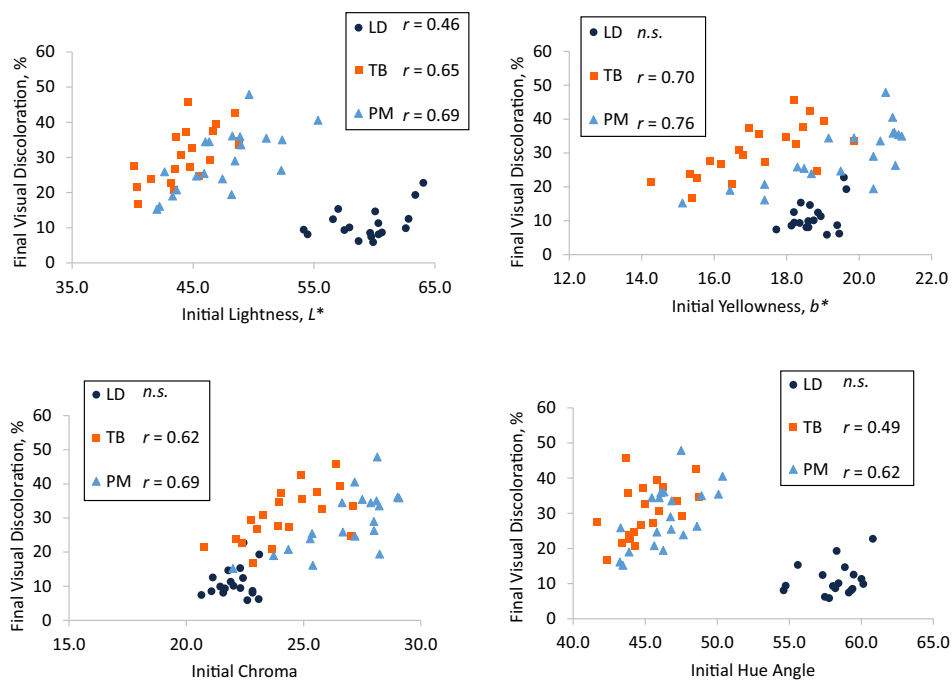 LD r = 0.46
TB r = 0.65
PM r = 0.69
Final Visual Discoloration, %
60
50
40
30
20
10
0
35.0 45.0 55.0 65.0
Initial Lightness, L*
LD n.s.
TB r = 0.70
PM r = 0.76
Final Visual Discoloration, %
60
50
40
30
20
10
0
12.0 14.0 16.0 18.0 20.0 22.0
Initial Yellowness, b*
LD n.s.
TB r = 0.62
PM r = 0.69
Final Visual Discoloration, %
60
50
40
30
20
10
0
15.0 20.0 25.0 30.0
Initial Chroma
LD n.s.
TB r = 0.49
PM r = 0.62
Final Visual Discoloration, %
60
50
40
30
20
10
0
40.0 45.0 50.0 55.0 60.0 65.0
Initial Hue Angle